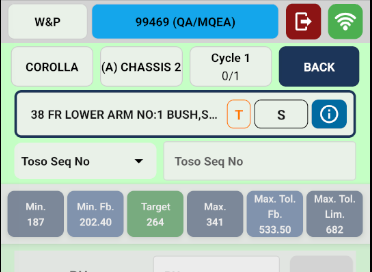 W&P
99469 (QA/MQEA)
COROLLA
(A) CHASSIS 2
Cycle 1
0/1
BACK
38 FR LOWER ARM NO:1 BUSH,S...
T
S
Toso Seq No
Toso Seq No
Min.
187
Min. Fb.
202.40
Target
264
Max.
341
Max. Tol.
Fb.
533.50
Max. Tol.
Lim.
682